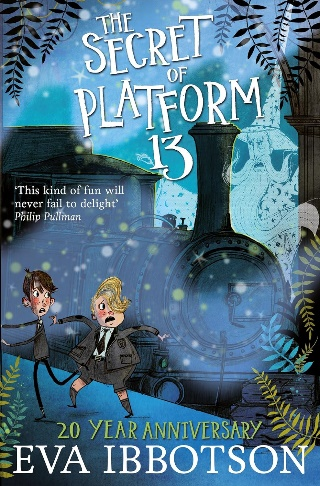 THE
SECRET
OF
PLATFORM
13
'This kind of fun will
never fail to delight'
Philip Pullman
20 YEAR ANNIVERSARY
EVA IBBOTSON